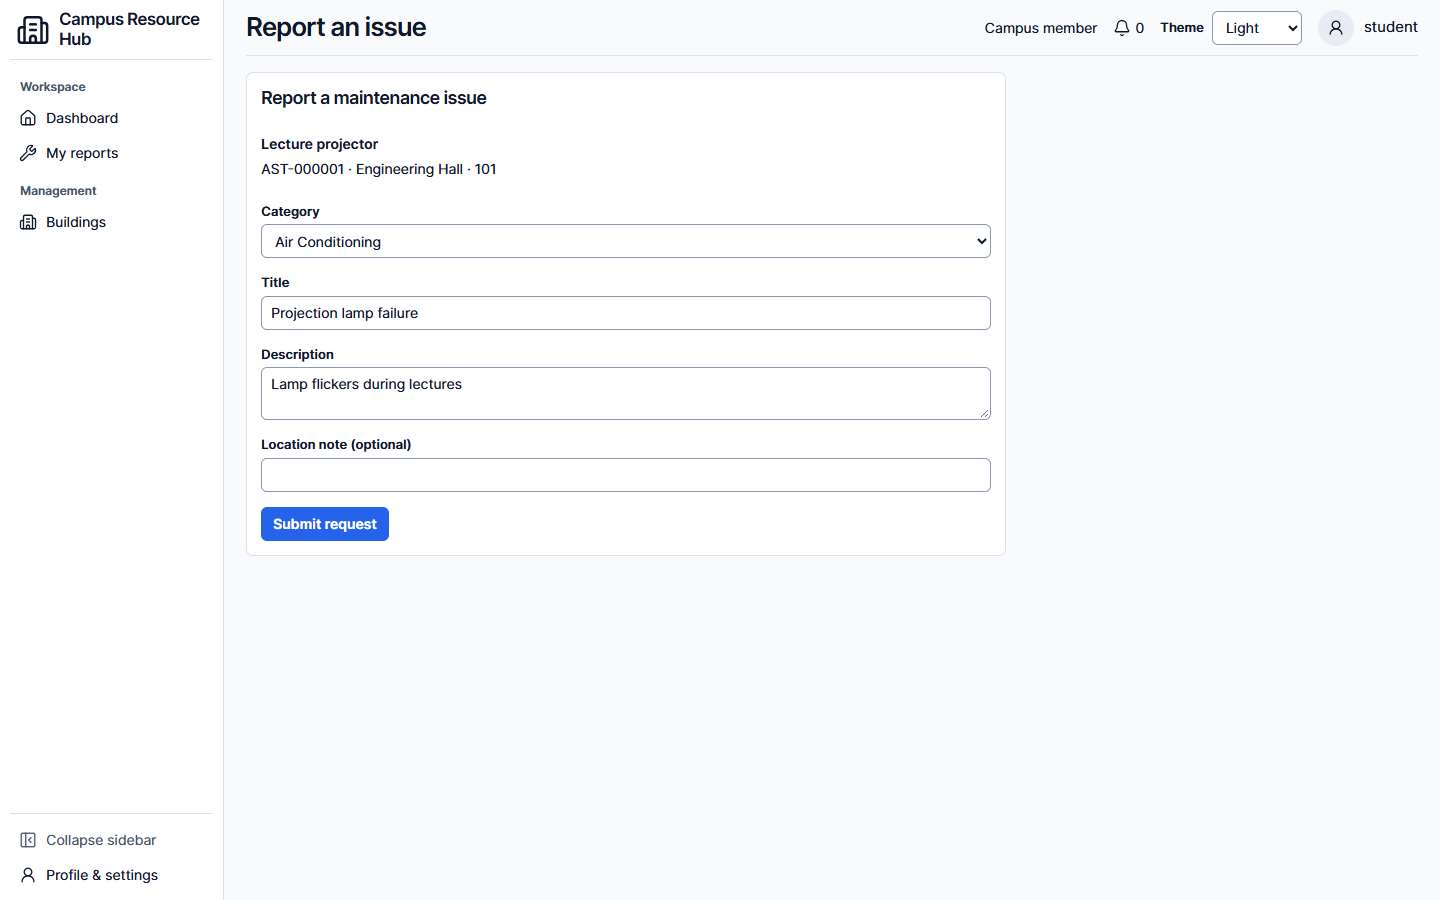 Campus Resource
Hub
Workspace
Dashboard
My reports
Management
Buildings
Collapse sidebar
Profile & settings
Report an issue
Campus member
0
Theme
Light
student
Report a maintenance issue
Lecture projector
AST-000001 · Engineering Hall · 101
Category
Air Conditioning
Title
Projection lamp failure
Description
Lamp flickers during lectures
Location note (optional)
Submit request